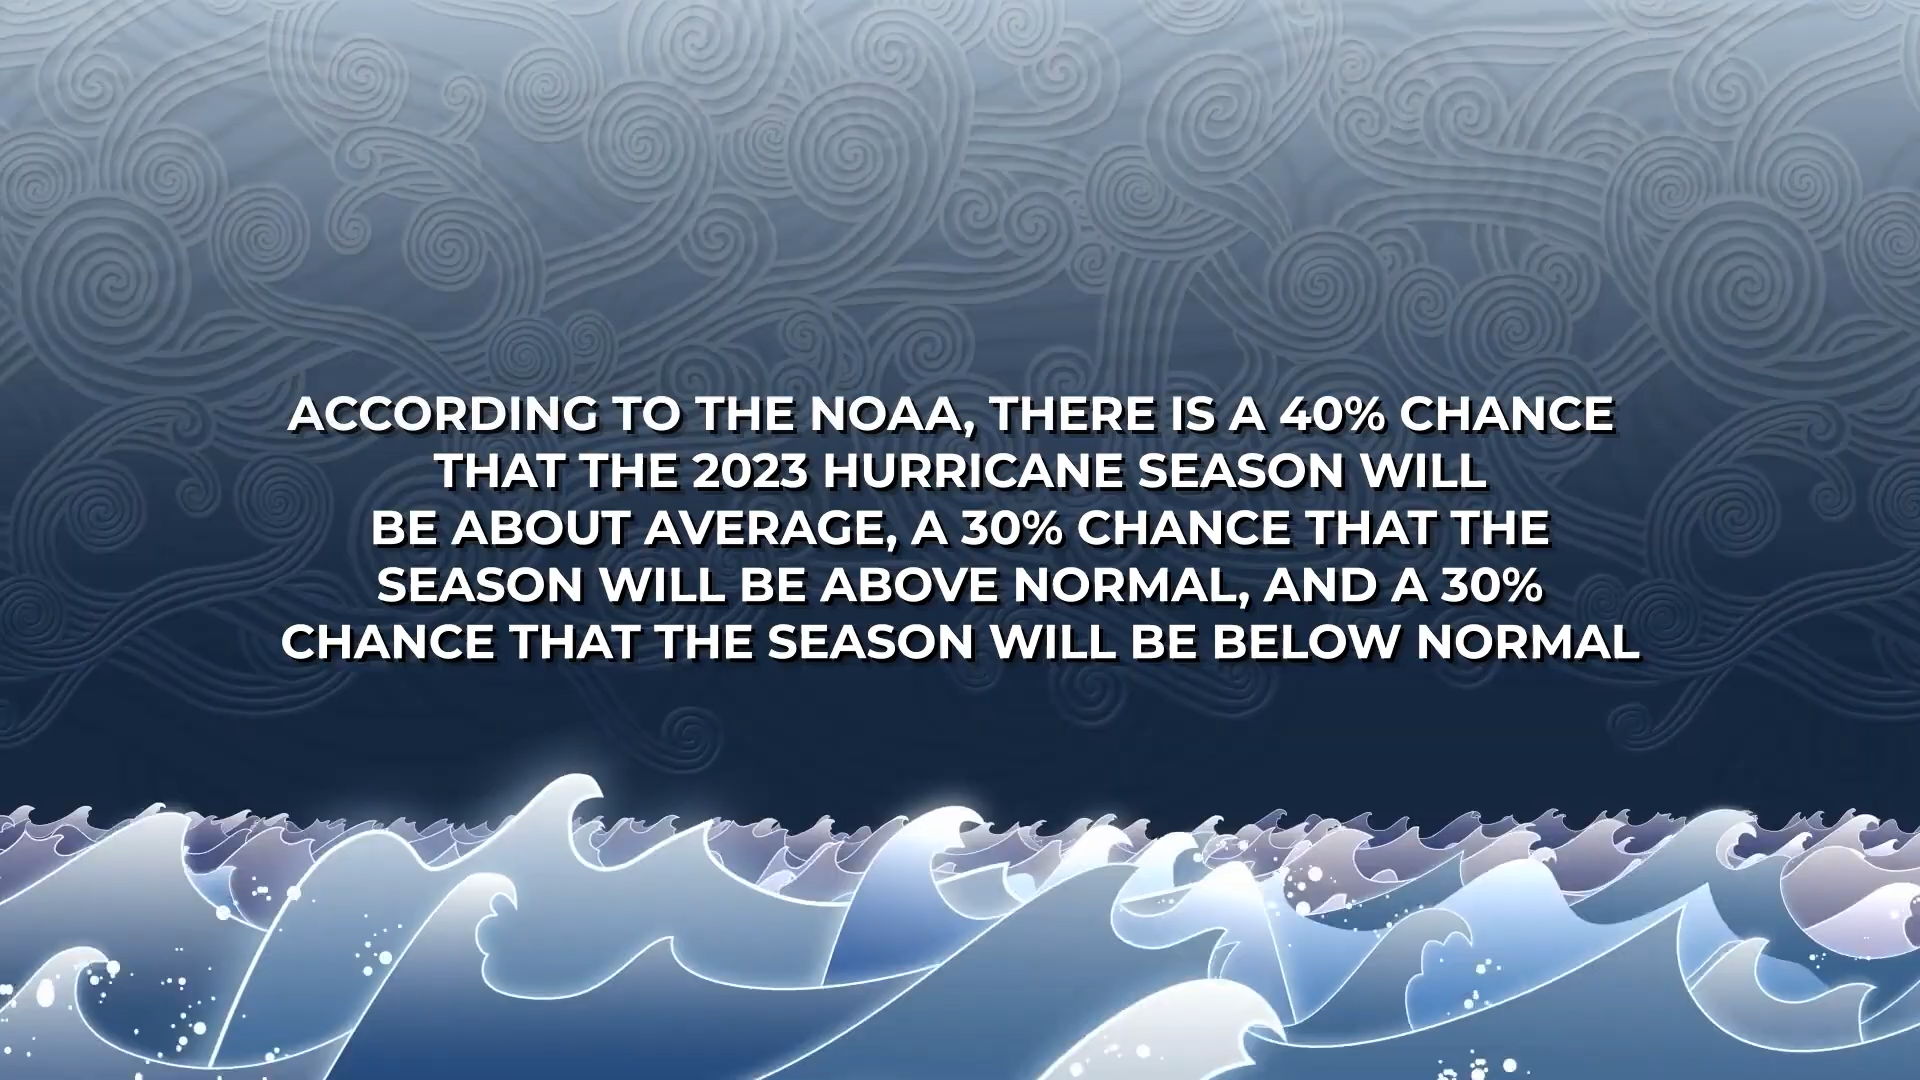 ACCORDING TO THE NOAA, THERE IS A 40% CHANCE
THAT THE 2023 HURRICANE SEASON WILL
BE ABOUT AVERAGE, A 30% CHANCE THAT THE
SEASON WILL BE ABOVE NORMAL, AND A 30%
CHANCE THAT THE SEASON WILL BE BELOW NORMAL